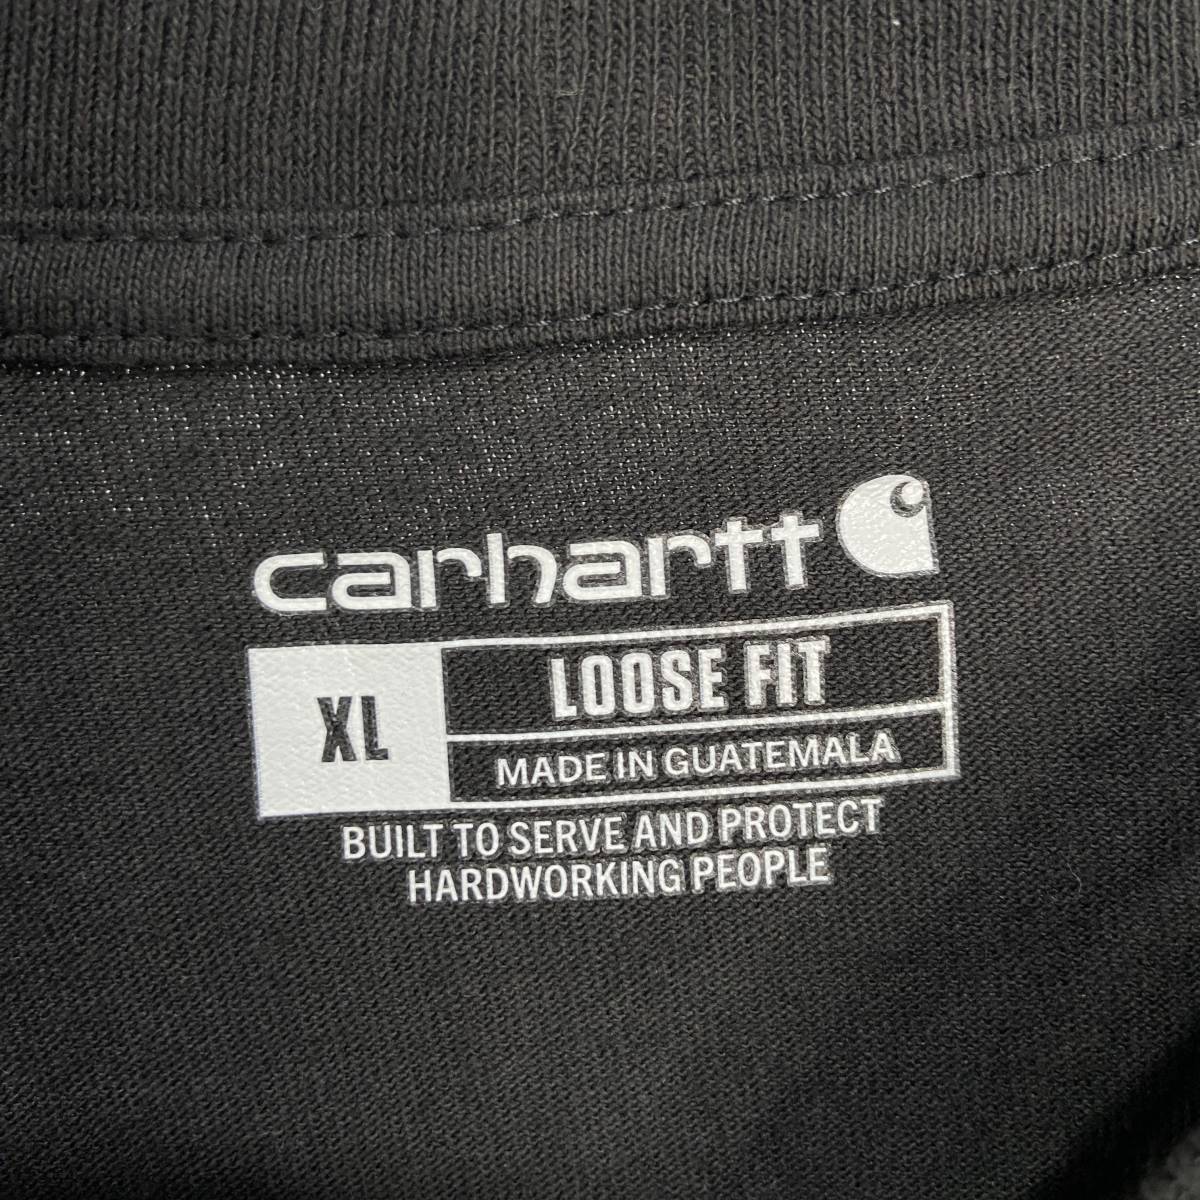 carhartt
XL
LOOSE FIT
MADE IN GUATEMALA
BUILT TO SERVE AND PROTECT
HARDWORKING PEOPLE